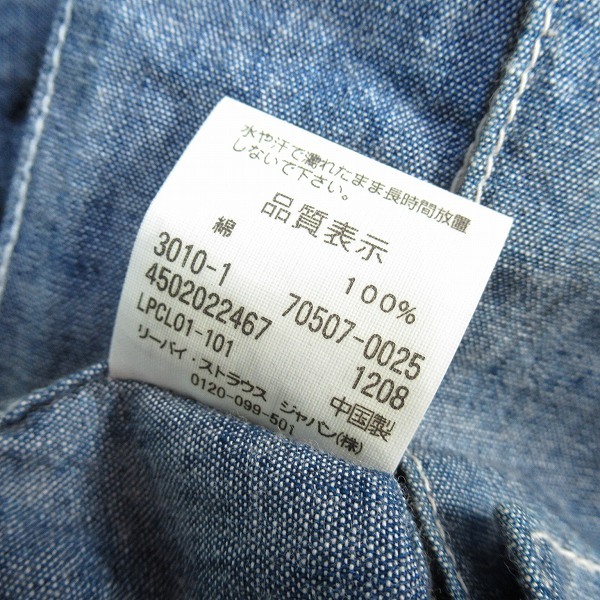 水や汗で濡れたまま長時間放置
しないで下さい。
品質表示
綿 100%
3010-1 70507-0025
4502022467 1208
LPCL01-101 中国製
リーバイ・ストラウス ジャパン(株)
0120-099-501